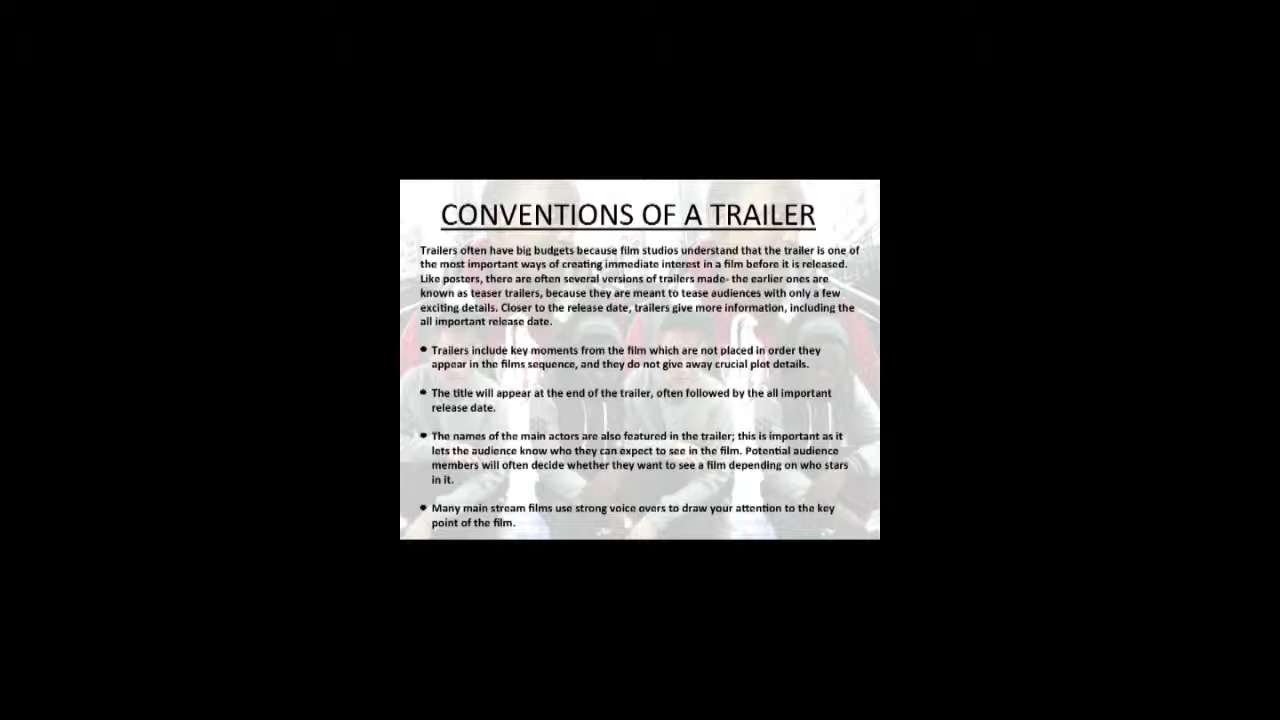 CONVENTIONS OF A TRAILER
Trailers often have big budgets because film studios understand that the trailer is one of
the most important ways of creating immediate interest in a film before it is released.
Like posters, there are often several versions of trailers made- the earlier ones are
known as teaser trailers, because they are meant to tease audiences with only a few
exciting details. Closer to the release date, trailers give more information, including the
all important release date.
• Trailers include key moments from the film which are not placed in order they
appear in the films sequence, and they do not give away crucial plot details.
• The title will appear at the end of the trailer, often followed by the all important
release date.
• The names of the main actors are also featured in the trailer; this is important as it
lets the audience know who they can expect to see in the film. Potential audience
members will often decide whether they want to see a film depending on who stars
in it.
• Many main stream films use strong voice overs to draw your attention to the key
point of the film.